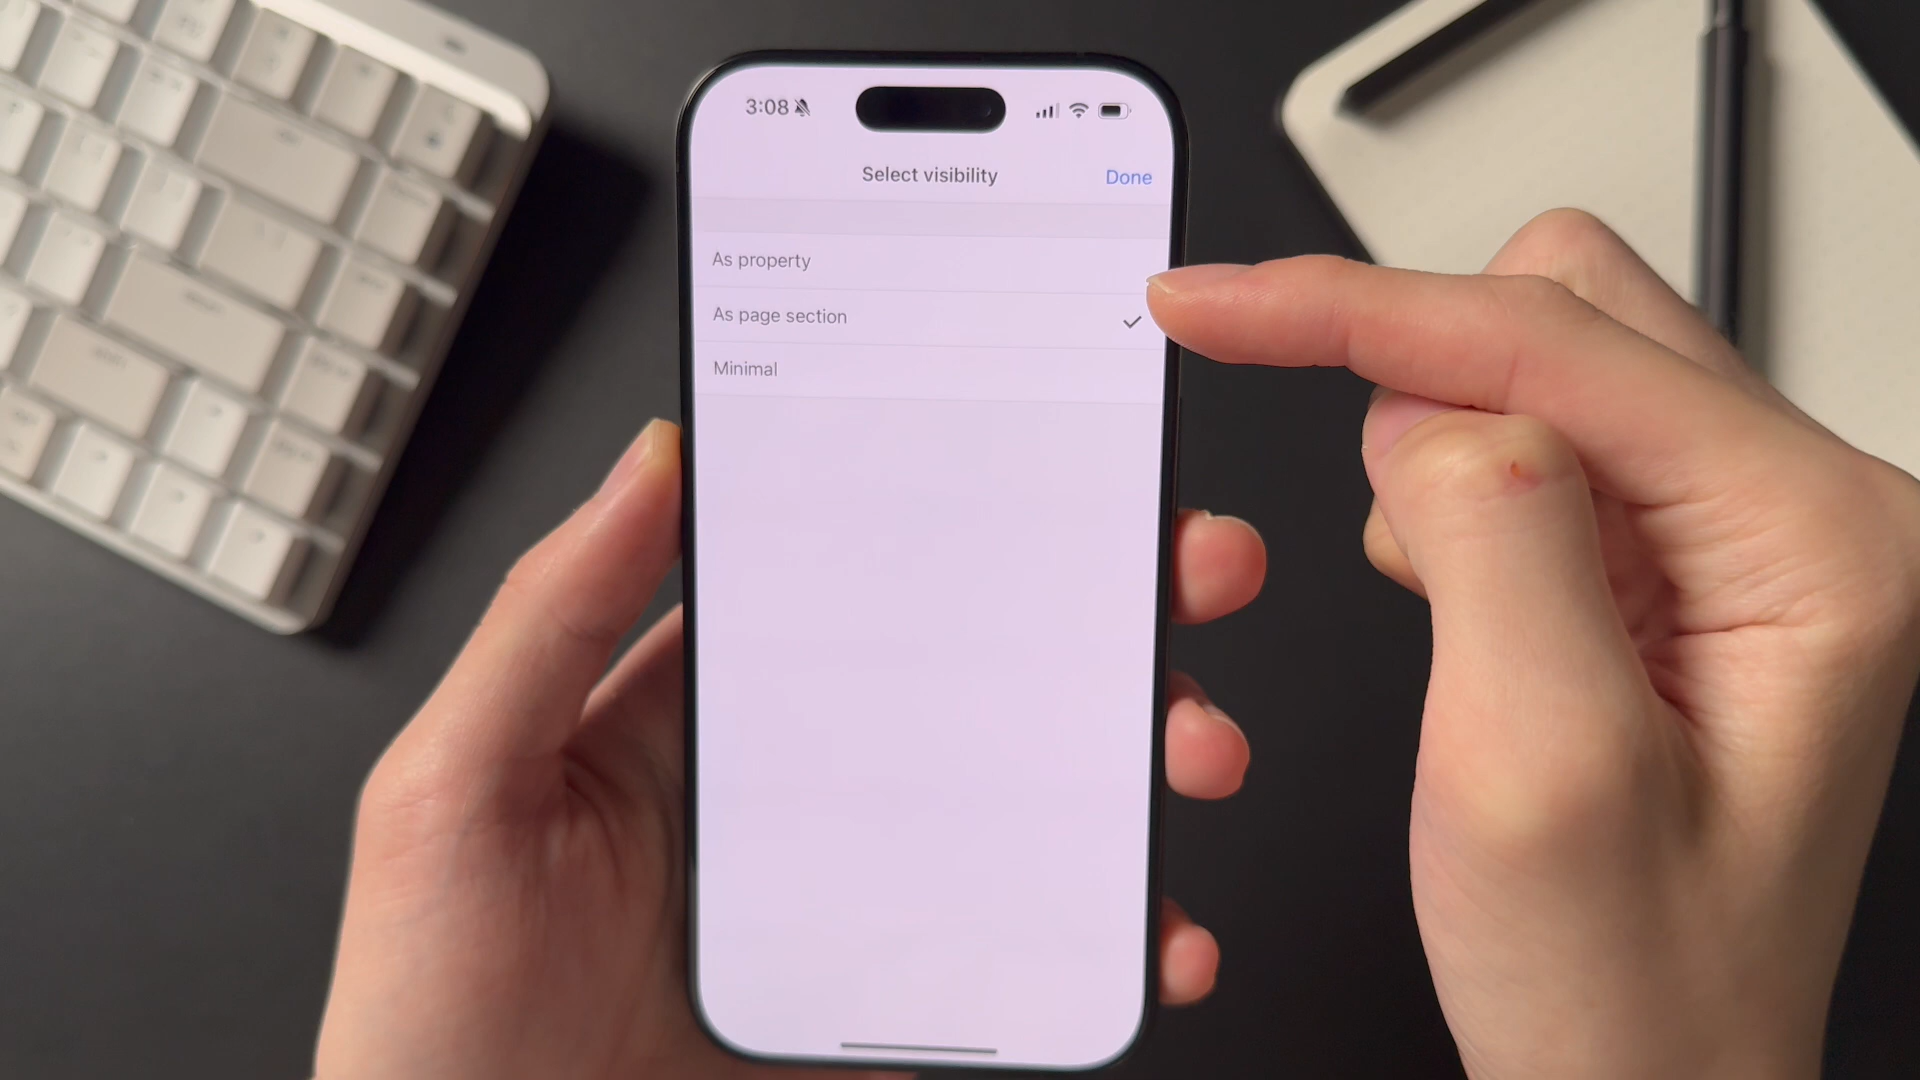 3:08
Select visibility
Done
As property
As page section
Minimal